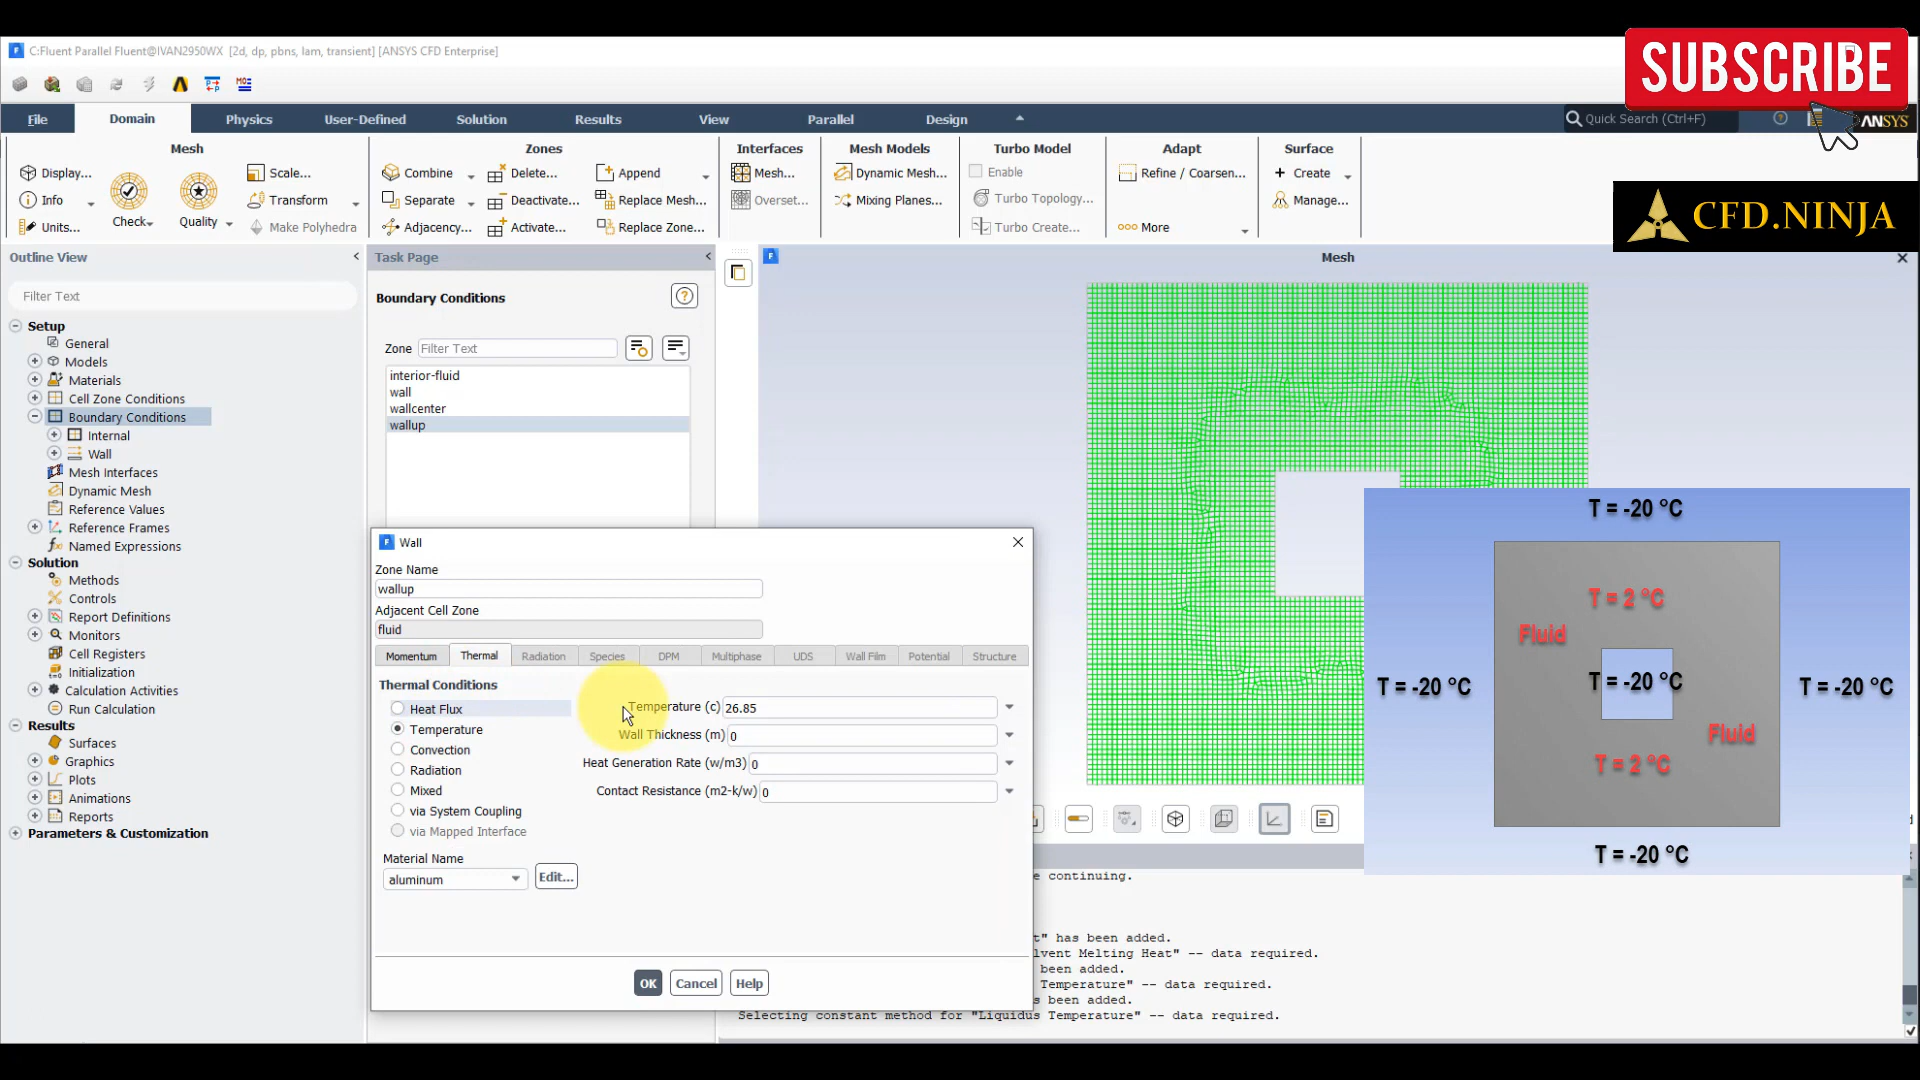 C:Fluent Parallel Fluent@IVAN2950WX [2d, dp, pbns, lam, transient] [ANSYS CFD Enterprise]
SUBSCRIBE
File
Domain
Physics
User-Defined
Solution
Results
View
Parallel
Design
Quick Search (Ctrl+F)
ANSYS
Mesh
Display...
Info
Units...
Check
Quality
Scale...
Transform
Make Polyhedra
Zones
Combine
Separate
Adjacency...
Delete...
Deactivate...
Activate...
Append
Replace Mesh...
Replace Zone...
Interfaces
Mesh...
Overset...
Mesh Models
Dynamic Mesh...
Mixing Planes...
Turbo Model
Enable
Turbo Topology...
Turbo Create...
Adapt
Refine / Coarsen...
More
Surface
Create
Manage...
CFD.NINJA
Outline View
Filter Text
Setup
General
Models
Materials
Cell Zone Conditions
Boundary Conditions
Internal
Wall
Mesh Interfaces
Dynamic Mesh
Reference Values
Reference Frames
Named Expressions
Solution
Methods
Controls
Report Definitions
Monitors
Cell Registers
Initialization
Calculation Activities
Run Calculation
Results
Surfaces
Graphics
Plots
Animations
Reports
Parameters & Customization
Task Page
Boundary Conditions
Zone
Filter Text
interior-fluid
wall
wallcenter
wallup
Mesh
Wall
Zone Name
wallup
Adjacent Cell Zone
fluid
Momentum
Thermal
Radiation
Species
DPM
Multiphase
UDS
Wall Film
Potential
Structure
Thermal Conditions
Heat Flux
Temperature
Convection
Radiation
Mixed
via System Coupling
via Mapped Interface
Temperature (c) 26.85
Wall Thickness (m) 0
Heat Generation Rate (w/m3) 0
Contact Resistance (m2-k/w) 0
Material Name
aluminum
Edit...
OK
Cancel
Help
T = -20 °C
T = 2 °C
Fluid
T = -20 °C
T = -20 °C
T = -20 °C
Fluid
T = 2 °C
T = -20 °C
e continuing.
t" has been added.
lvent Melting Heat" -- data required.
been added.
Temperature" -- data required.
s been added.
Selecting constant method for "Liquidus Temperature" -- data required.